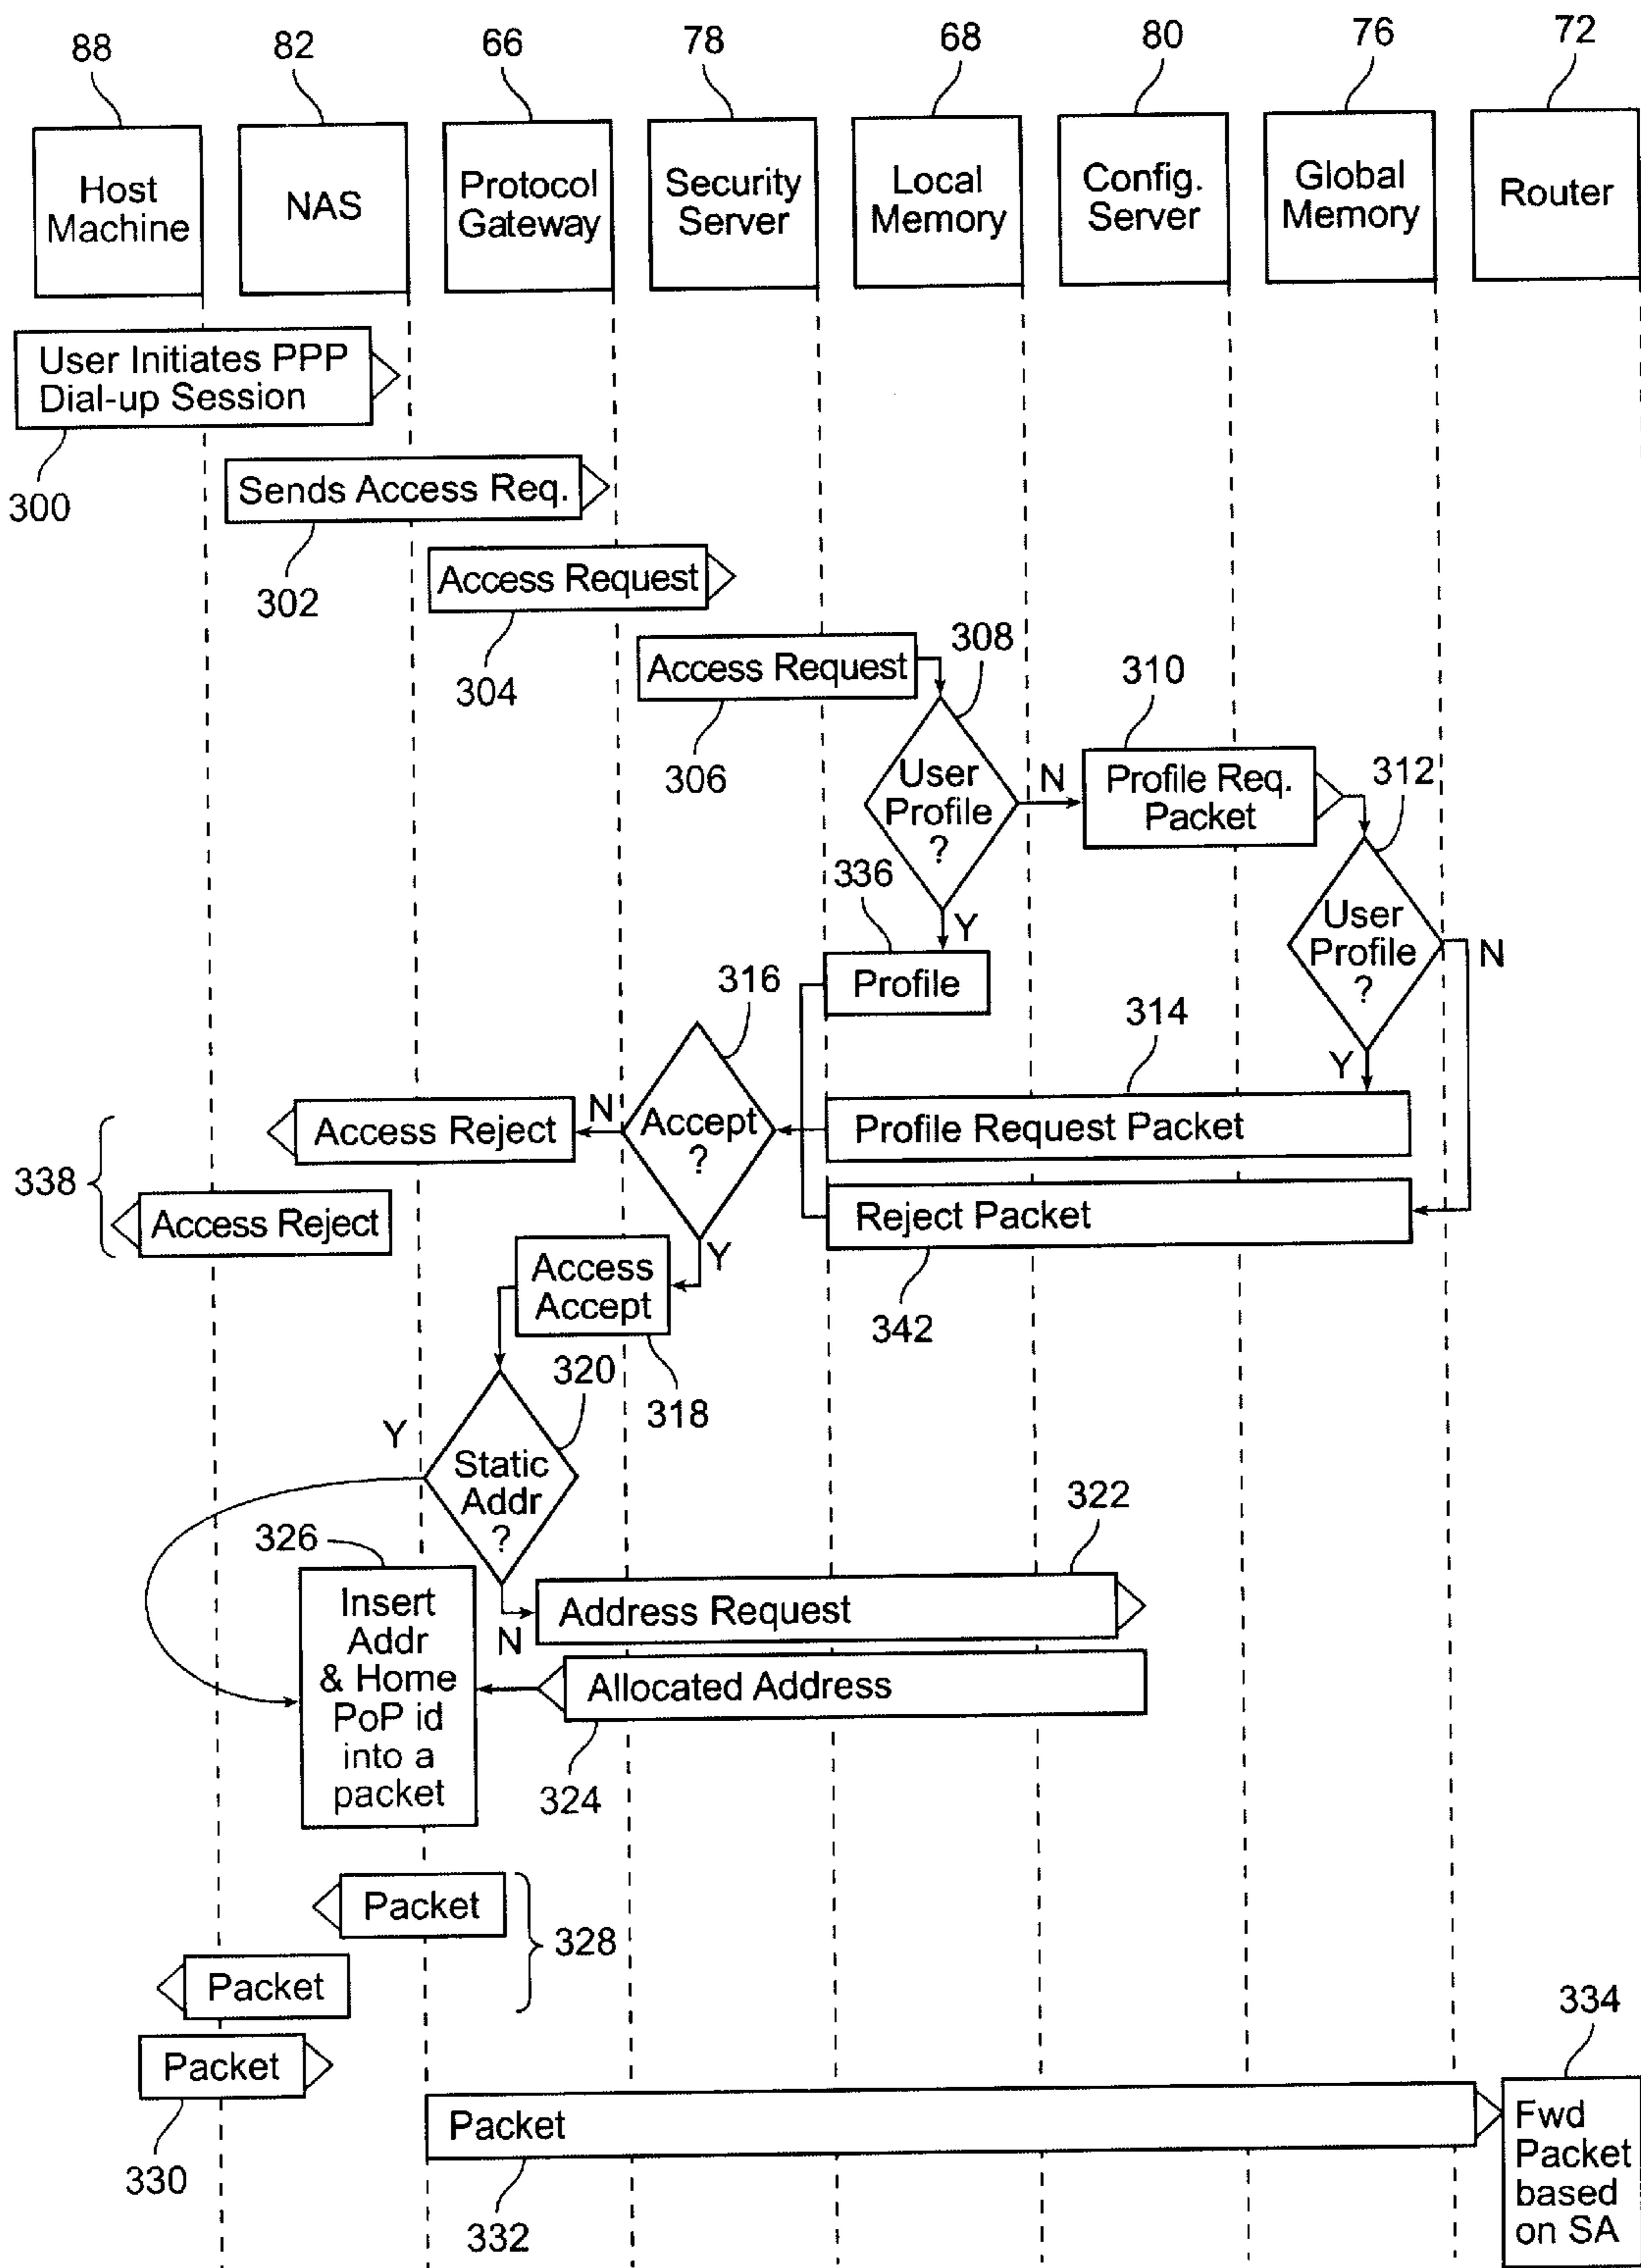 88
82
66
78
68
80
76
72
Host
Machine
NAS
Protocol
Gateway
Security
Server
Local
Memory
Config.
Server
Global
Memory
Router
User Initiates PPP
Dial-up Session
300
Sends Access Req.
302
Access Request
304
Access Request
306
308
User
Profile
?
N
Y
310
Profile Req.
Packet
312
User
Profile
?
N
Y
336
Profile
316
Accept
?
N
Y
314
Profile Request Packet
Access Reject
338
Access Reject
Reject Packet
342
Access
Accept
318
320
Static
Addr
?
Y
N
322
Address Request
326
Insert
Addr
& Home
PoP id
into a
packet
Allocated Address
324
Packet
328
Packet
Packet
330
Packet
332
334
Fwd
Packet
based
on SA